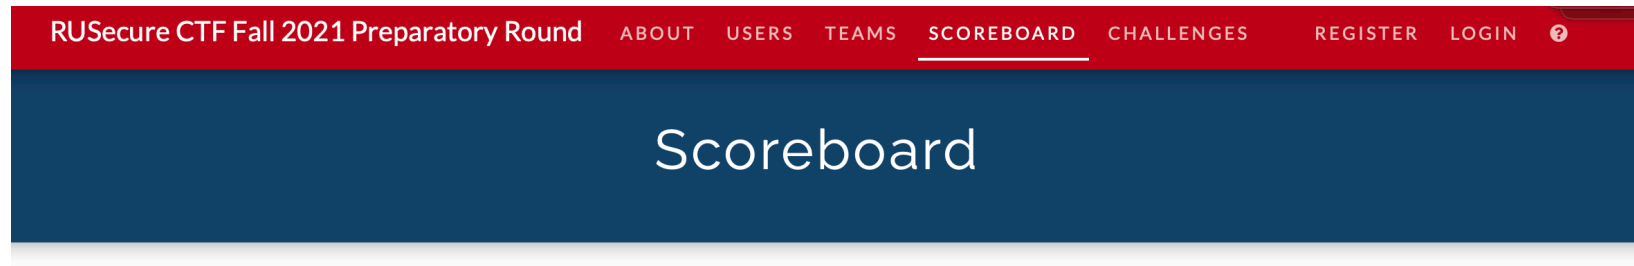 RUSecure CTF Fall 2021 Preparatory Round ABOUT USERS TEAMS SCOREBOARD CHALLENGES REGISTER LOGIN ?
Scoreboard